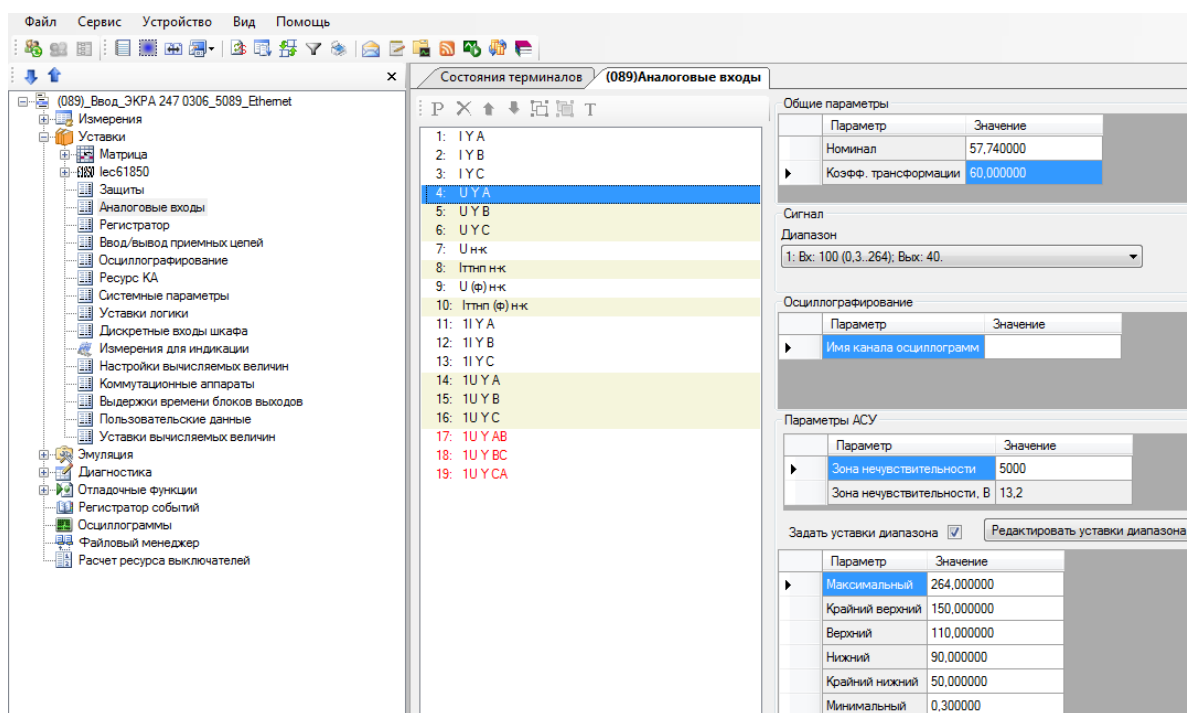 Файл Сервис Устройство Вид Помощь
Состояния терминалов
(089)Аналоговые входы
(089)_Ввод_ЭКРА 247 0306_5089_Ethernet
Измерения
Уставки
Матрица
Iec61850
Защиты
Аналоговые входы
Регистратор
Ввод/вывод приемных цепей
Осциллографирование
Ресурс КА
Системные параметры
Уставки логики
Дискретные входы шкафа
Измерения для индикации
Настройки вычисляемых величин
Коммутационные аппараты
Выдержки времени блоков выходов
Пользовательские данные
Уставки вычисляемых величин
Эмуляция
Диагностика
Отладочные функции
Регистратор событий
Осциллограммы
Файловый менеджер
Расчет ресурса выключателей
P T
1: I Y A
2: I Y B
3: I Y C
4: U Y A
5: U Y B
6: U Y C
7: U н-к
8: Iттнп н-к
9: U (ф) н-к
10: Iттнп (ф) н-к
11: 1I Y A
12: 1I Y B
13: 1I Y C
14: 1U Y A
15: 1U Y B
16: 1U Y C
17: 1U Y AB
18: 1U Y BC
19: 1U Y CA
Общие параметры
Параметр Значение
Номинал 57,740000
Коэфф. трансформации 60,000000
Сигнал
Диапазон
1: Вх: 100 (0,3..264); Вых: 40.
Осциллографирование
Параметр Значение
Имя канала осциллограмм
Параметры АСУ
Параметр Значение
Зона нечувствительности 5000
Зона нечувствительности, В 13,2
Задать уставки диапазона Редактировать уставки диапазона
Параметр Значение
Максимальный 264,000000
Крайний верхний 150,000000
Верхний 110,000000
Нижний 90,000000
Крайний нижний 50,000000
Минимальный 0,300000